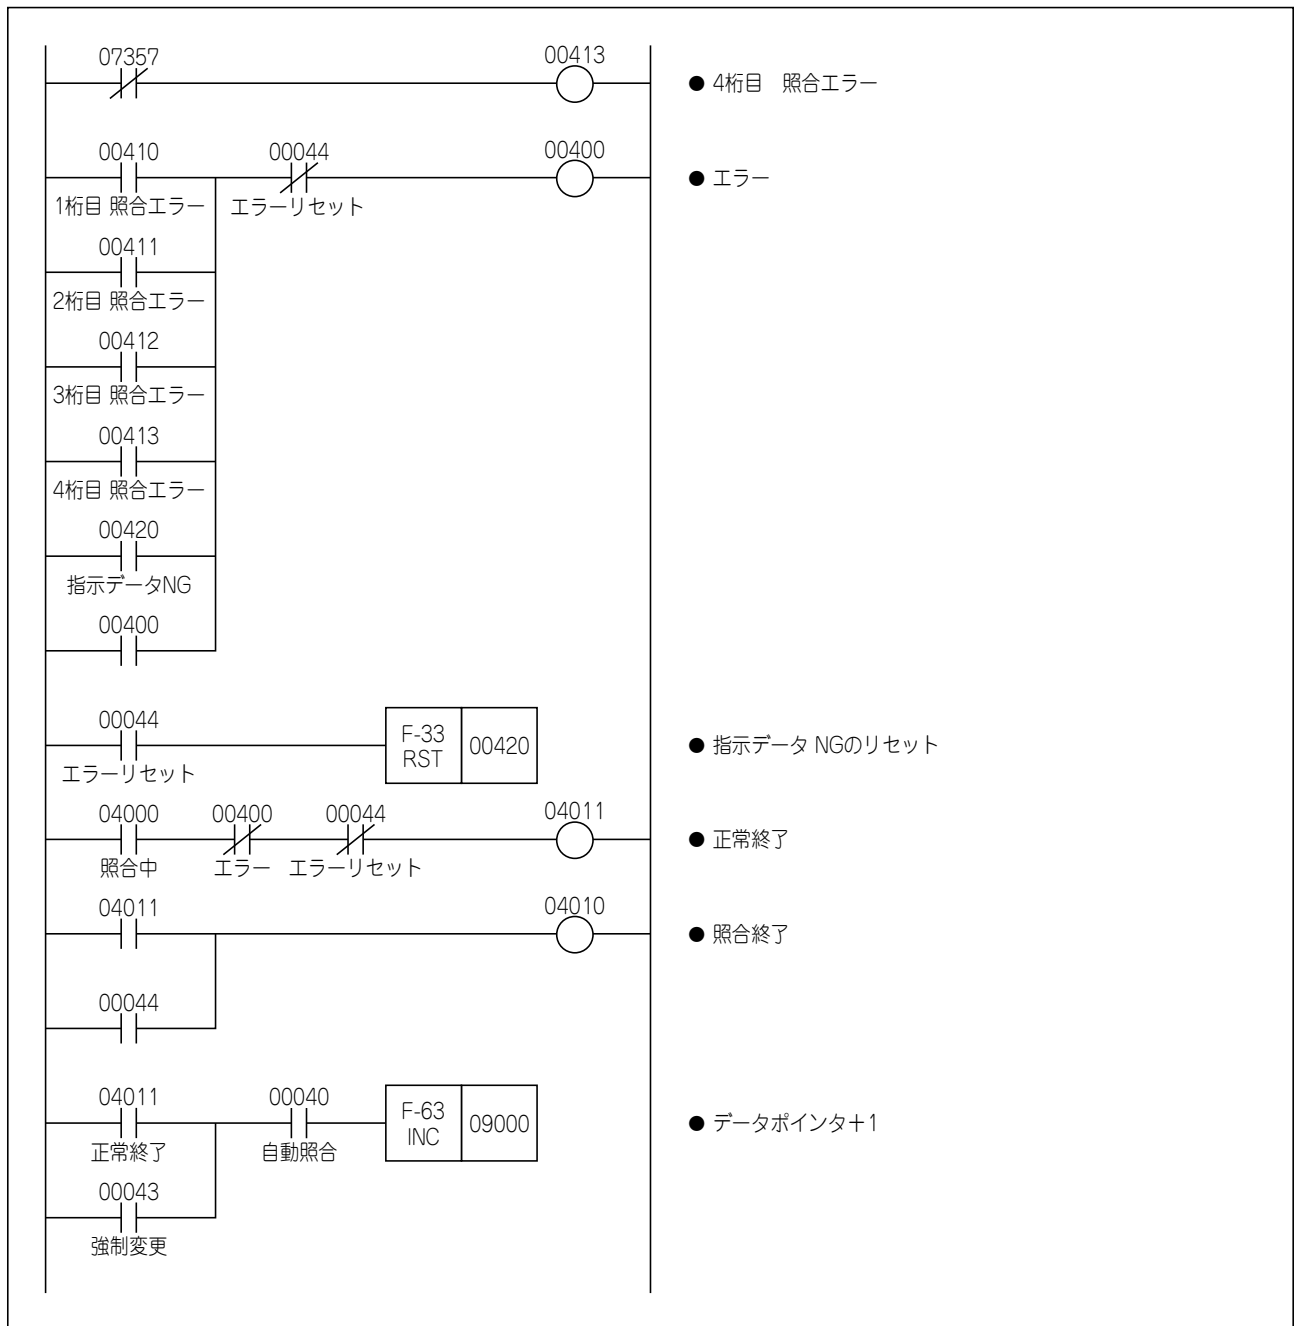 07357 00413
● 4桁目 照合エラー
00410 00044 00400
● エラー
1桁目 照合エラー エラーリセット
00411
2桁目 照合エラー
00412
3桁目 照合エラー
00413
4桁目 照合エラー
00420
指示データNG
00400
00044 F-33 RST 00420
● 指示データ NGのリセット
エラーリセット
04000 00400 00044 04011
● 正常終了
照合中 エラー エラーリセット
04011 04010
● 照合終了
00044
04011 00040 F-63 INC 09000
● データポインタ+1
正常終了 自動照合
00043
強制変更